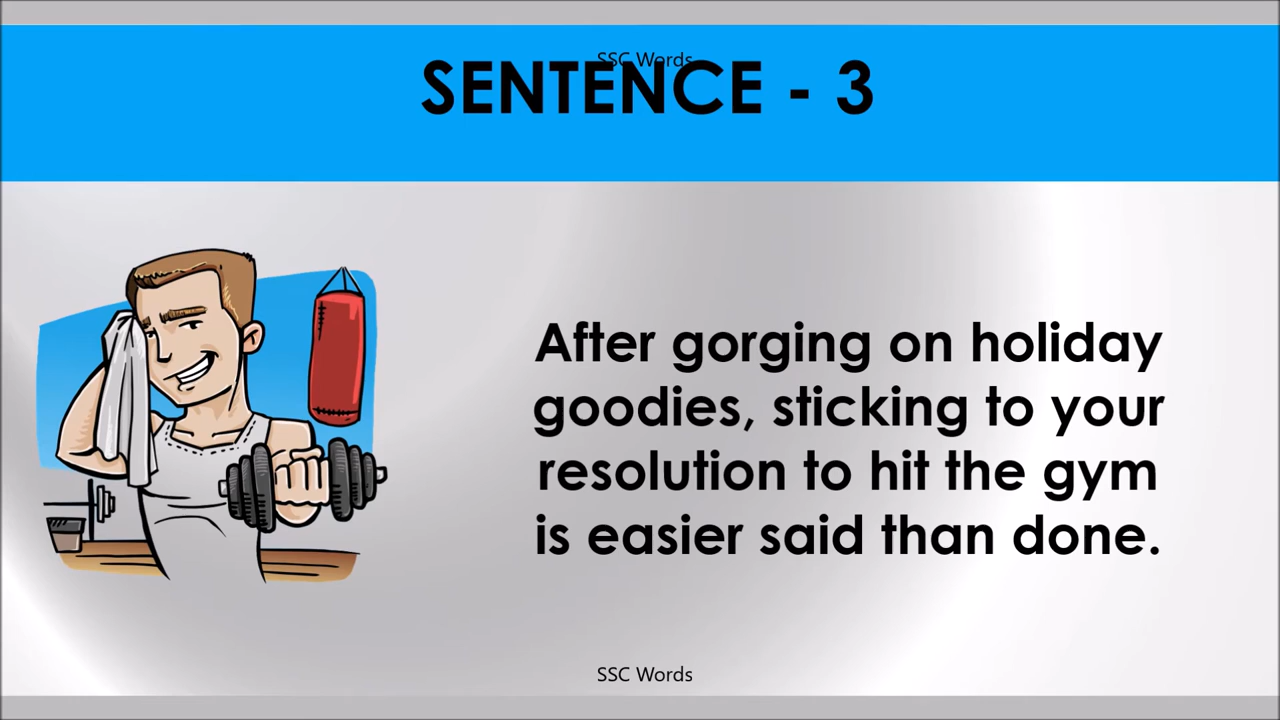 SSC Words
SENTENCE - 3
After gorging on holiday
goodies, sticking to your
resolution to hit the gym
is easier said than done.
SSC Words